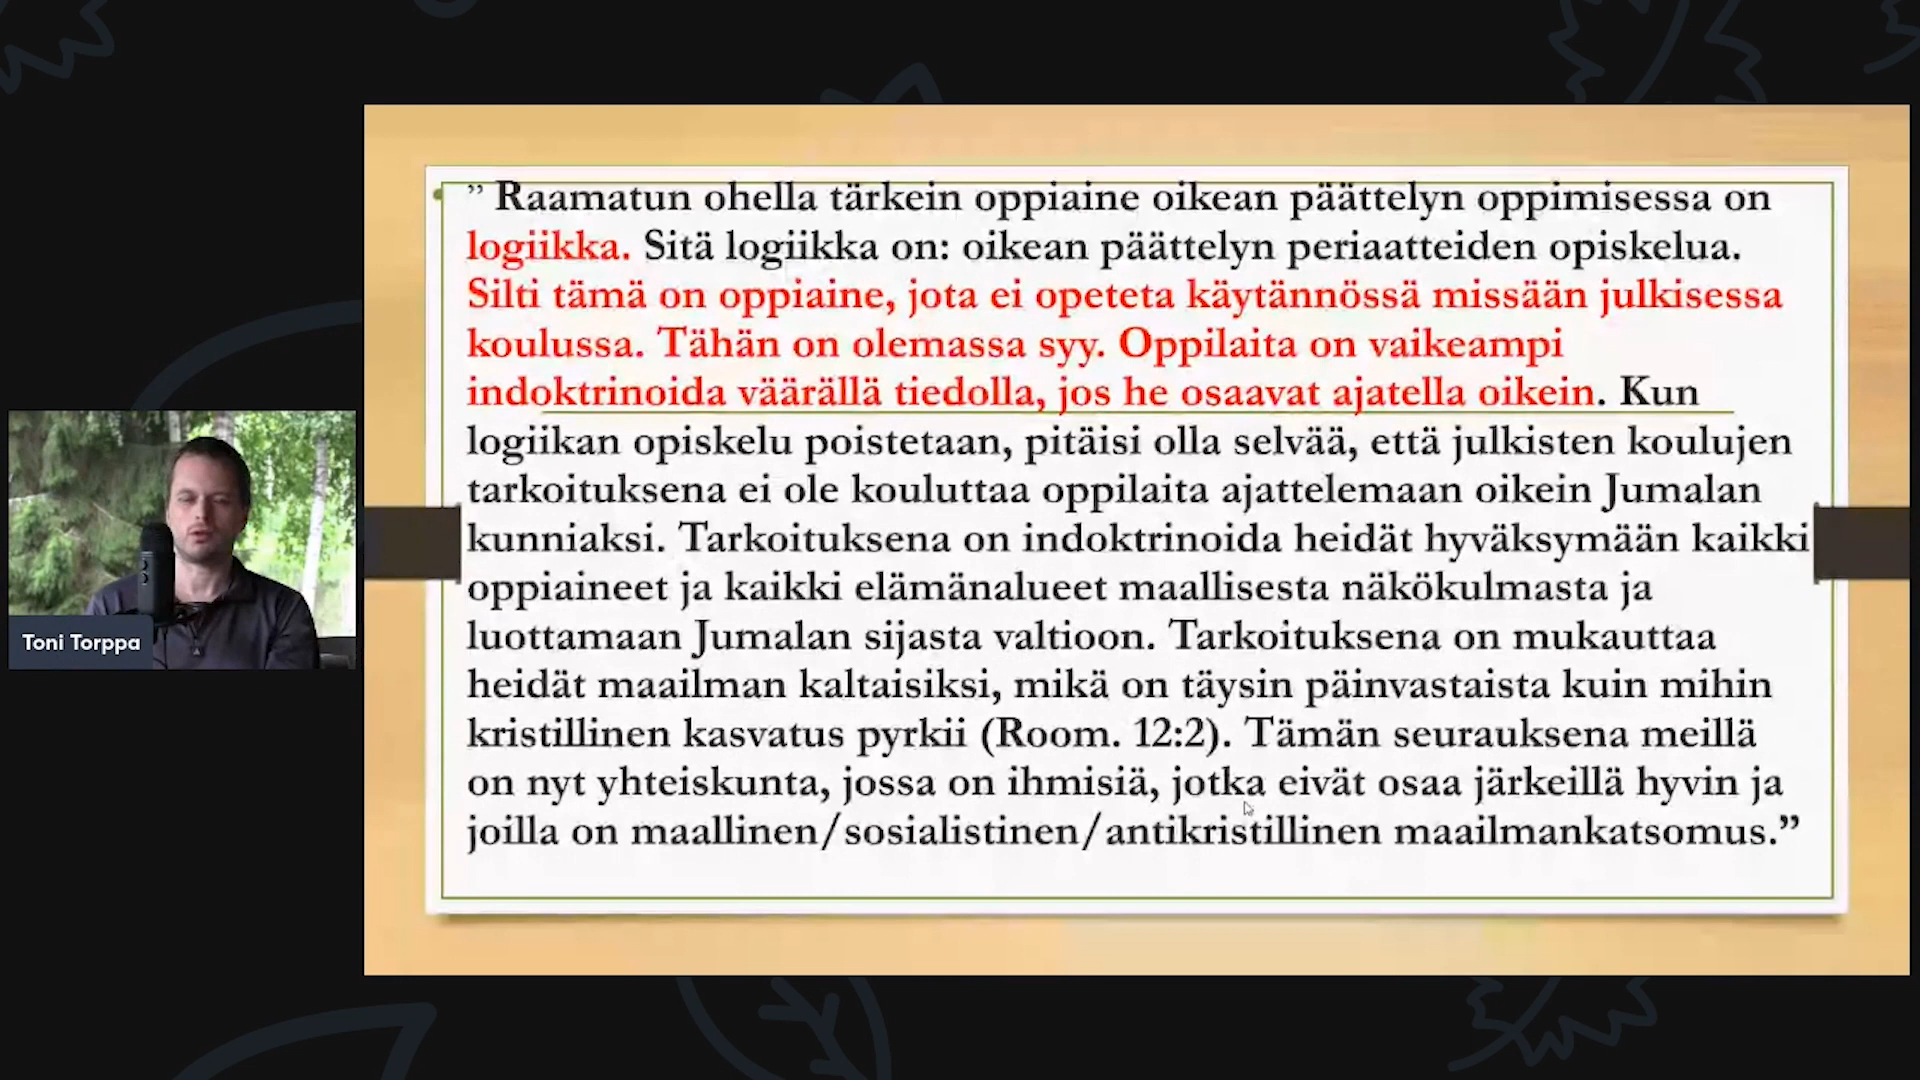 ” Raamatun ohella tärkein oppiaine oikean päättelyn oppimisessa on
logiikka. Sitä logiikka on: oikean päättelyn periaatteiden opiskelua.
Silti tämä on oppiaine, jota ei opeteta käytännössä missään julkisessa
koulussa. Tähän on olemassa syy. Oppilaita on vaikeampi
indoktrinoida väärällä tiedolla, jos he osaavat ajatella oikein. Kun
logiikan opiskelu poistetaan, pitäisi olla selvää, että julkisten koulujen
tarkoituksena ei ole kouluttaa oppilaita ajattelemaan oikein Jumalan
kunniaksi. Tarkoituksena on indoktrinoida heidät hyväksymään kaikki
oppiaineet ja kaikki elämänalueet maallisesta näkökulmasta ja
luottamaan Jumalan sijasta valtioon. Tarkoituksena on mukauttaa
heidät maailman kaltaisiksi, mikä on täysin päinvastaista kuin mihin
kristillinen kasvatus pyrkii (Room. 12:2). Tämän seurauksena meillä
on nyt yhteiskunta, jossa on ihmisiä, jotka eivät osaa järkeillä hyvin ja
joilla on maallinen/sosialistinen/antikristillinen maailmankatsomus.”
Toni Torppa